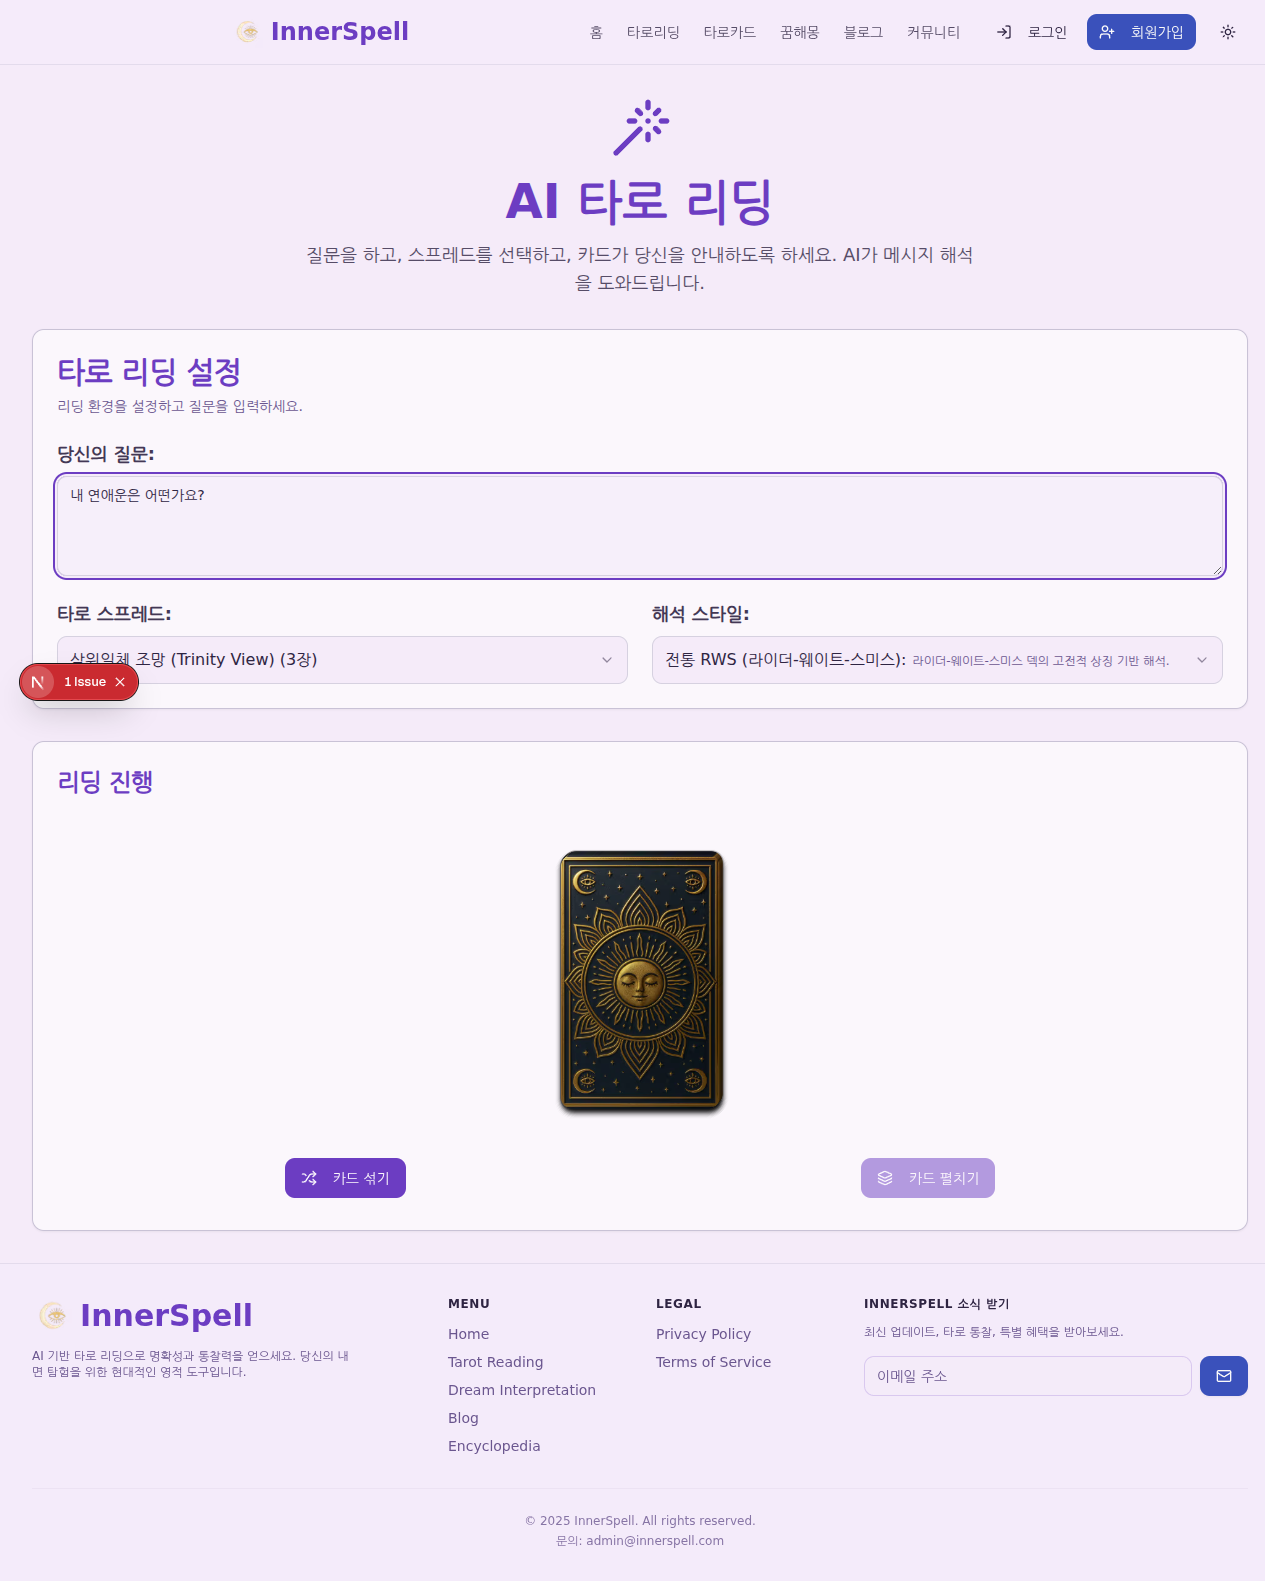 InnerSpell
홈 타로리딩 타로카드 꿈해몽 블로그 커뮤니티 로그인 회원가입
AI 타로 리딩
질문을 하고, 스프레드를 선택하고, 카드가 당신을 안내하도록 하세요. AI가 메시지 해석
을 도와드립니다.
타로 리딩 설정
리딩 환경을 설정하고 질문을 입력하세요.
당신의 질문:
내 연애운은 어떤가요?
타로 스프레드:
삼위일체 조망 (Trinity View) (3장)
해석 스타일:
전통 RWS (라이더-웨이트-스미스): 라이더-웨이트-스미스 덱의 고전적 상징 기반 해석.
N 1 Issue
리딩 진행
카드 섞기
카드 펼치기
InnerSpell
AI 기반 타로 리딩으로 명확성과 통찰력을 얻으세요. 당신의 내
면 탐험을 위한 현대적인 영적 도구입니다.
MENU
Home
Tarot Reading
Dream Interpretation
Blog
Encyclopedia
LEGAL
Privacy Policy
Terms of Service
INNERSPELL 소식 받기
최신 업데이트, 타로 통찰, 특별 혜택을 받아보세요.
이메일 주소
© 2025 InnerSpell. All rights reserved.
문의: admin@innerspell.com